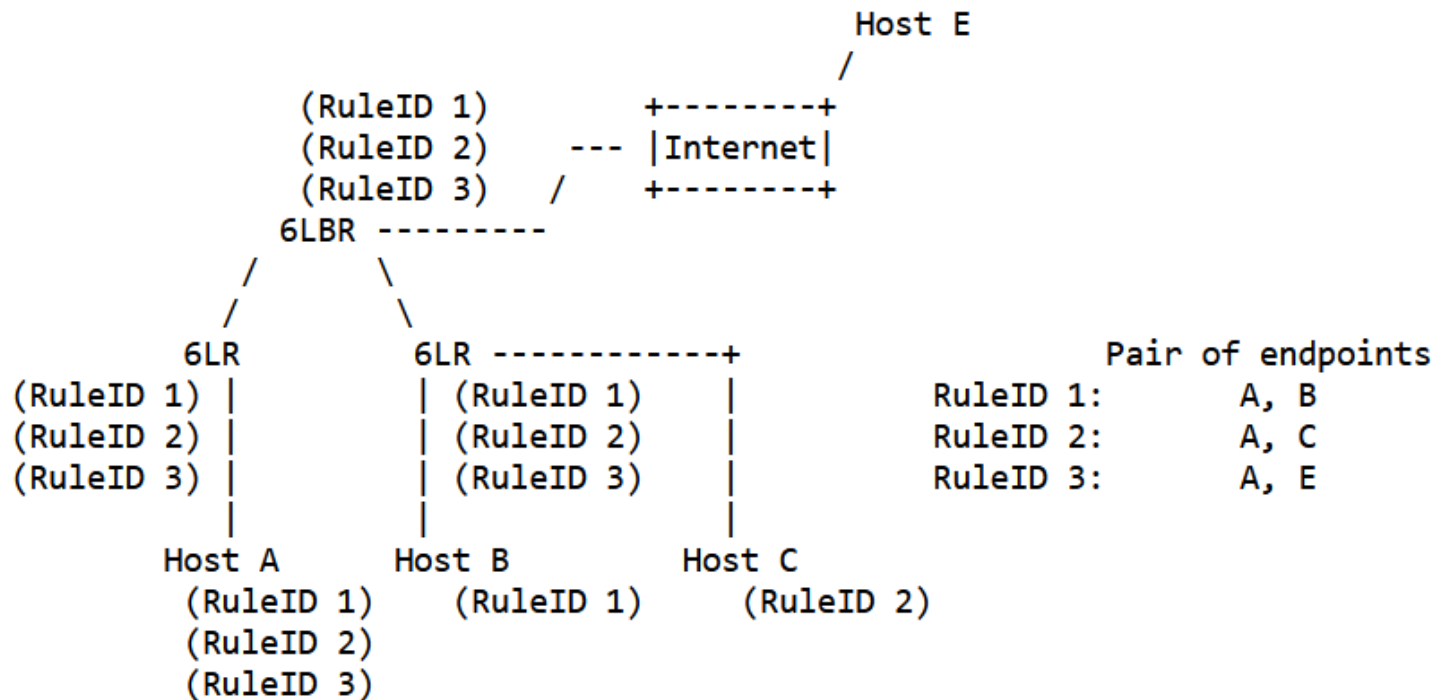 Host E
                                           /
               (RuleID 1)        +--------+
               (RuleID 2)    --- |Internet|
               (RuleID 3)   /    +--------+
              6LBR ---------
            /      \
           /        \
         6LR         6LR ------------+                   Pair of endpoints
(RuleID 1) |         | (RuleID 1)    |          RuleID 1:       A, B
(RuleID 2) |         | (RuleID 2)    |          RuleID 2:       A, C
(RuleID 3) |         | (RuleID 3)    |          RuleID 3:       A, E
           |         |               |
        Host A      Host B         Host C
         (RuleID 1)    (RuleID 1)     (RuleID 2)
         (RuleID 2)
         (RuleID 3)